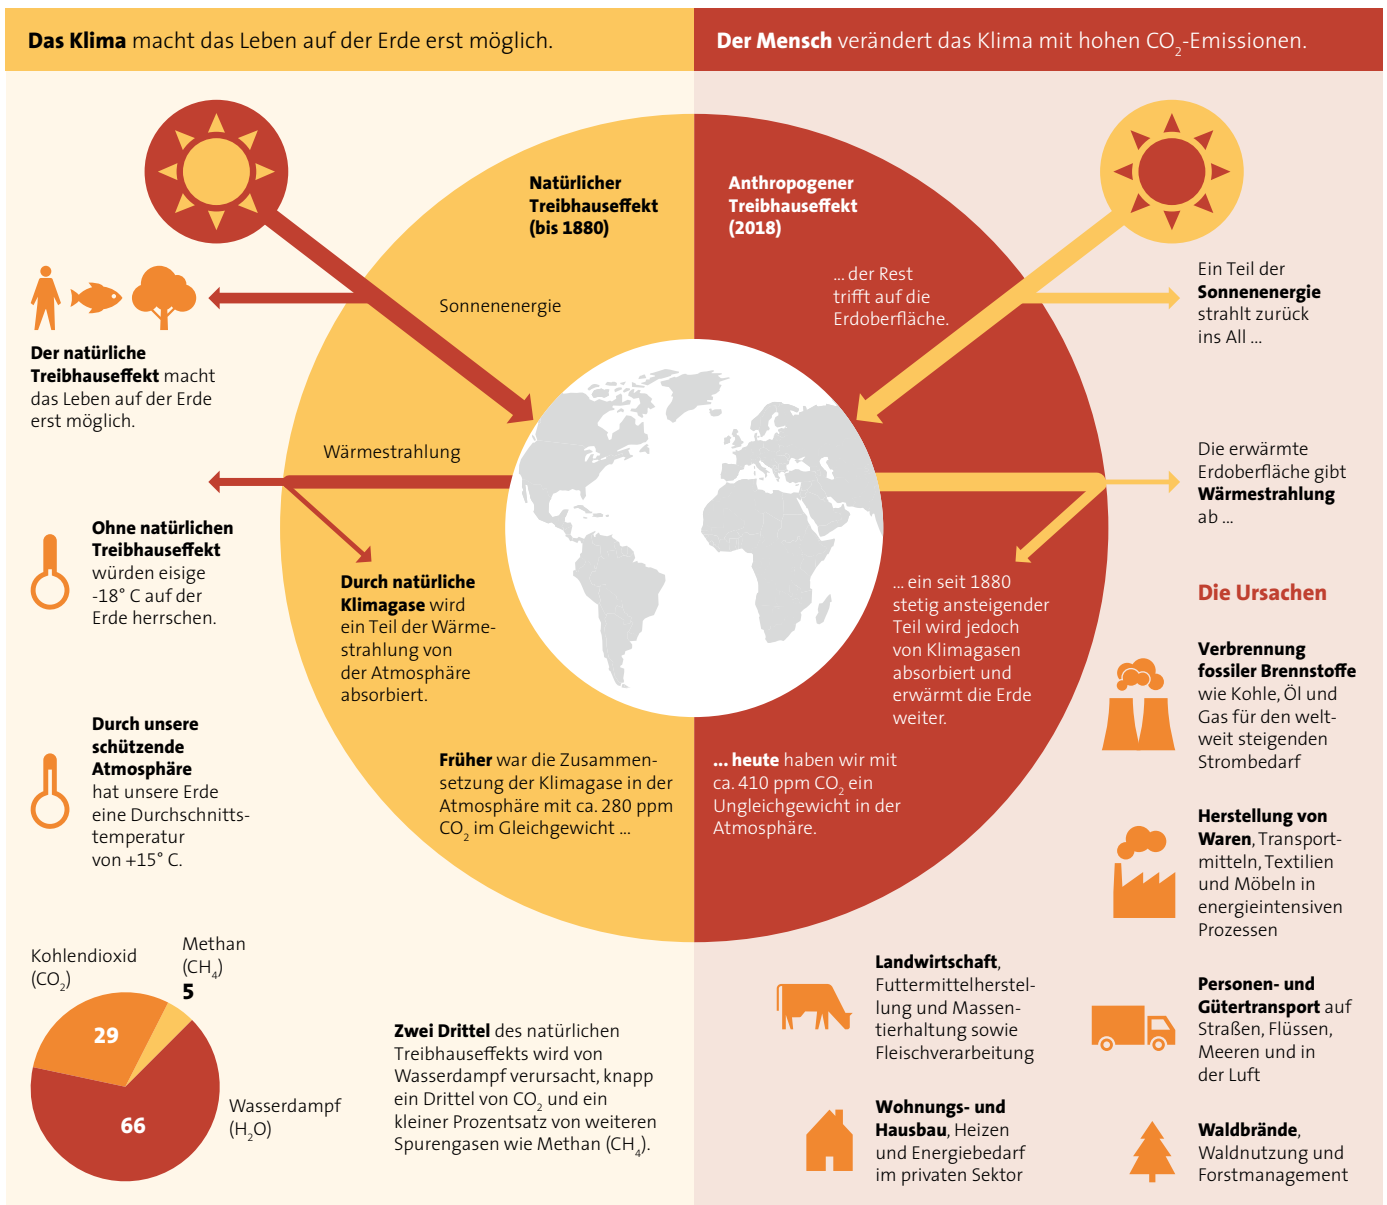 Das Klima macht das Leben auf der Erde erst möglich.
Der Mensch verändert das Klima mit hohen CO₂-Emissionen.
Natürlicher
Treibhauseffekt
(bis 1880)
Sonnenenergie
Der natürliche
Treibhauseffekt macht
das Leben auf der Erde
erst möglich.
Wärmestrahlung
Ohne natürlichen
Treibhauseffekt
würden eisige
-18° C auf der
Erde herrschen.
Durch natürliche
Klimagase wird
ein Teil der Wärme-
strahlung von
der Atmosphäre
absorbiert.
Durch unsere
schützende
Atmosphäre
hat unsere Erde
eine Durchschnitts-
temperatur
von +15° C.
Früher war die Zusammen-
setzung der Klimagase in der
Atmosphäre mit ca. 280 ppm
CO₂ im Gleichgewicht ...
Kohlendioxid
(CO₂)
Methan
(CH₄)
5
29
66
Wasserdampf
(H₂O)
Zwei Drittel des natürlichen
Treibhauseffekts wird von
Wasserdampf verursacht, knapp
ein Drittel von CO₂ und ein
kleiner Prozentsatz von weiteren
Spurengasen wie Methan (CH₄).
Anthropogener
Treibhauseffekt
(2018)
Ein Teil der
Sonnenenergie
strahlt zurück
ins All ...
... der Rest
trifft auf die
Erdoberfläche.
Die erwärmte
Erdoberfläche gibt
Wärmestrahlung
ab ...
... ein seit 1880
stetig ansteigender
Teil wird jedoch
von Klimagasen
absorbiert und
erwärmt die Erde
weiter.
... heute haben wir mit
ca. 410 ppm CO₂ ein
Ungleichgewicht in der
Atmosphäre.
Die Ursachen
Verbrennung
fossiler Brennstoffe
wie Kohle, Öl und
Gas für den welt-
weit steigenden
Strombedarf
Herstellung von
Waren, Transport-
mitteln, Textilien
und Möbeln in
energieintensiven
Prozessen
Landwirtschaft,
Futtermittelherstel-
lung und Massen-
tierhaltung sowie
Fleischverarbeitung
Personen- und
Gütertransport auf
Straßen, Flüssen,
Meeren und in
der Luft
Wohnungs- und
Hausbau, Heizen
und Energiebedarf
im privaten Sektor
Waldbrände,
Waldnutzung und
Forstmanagement